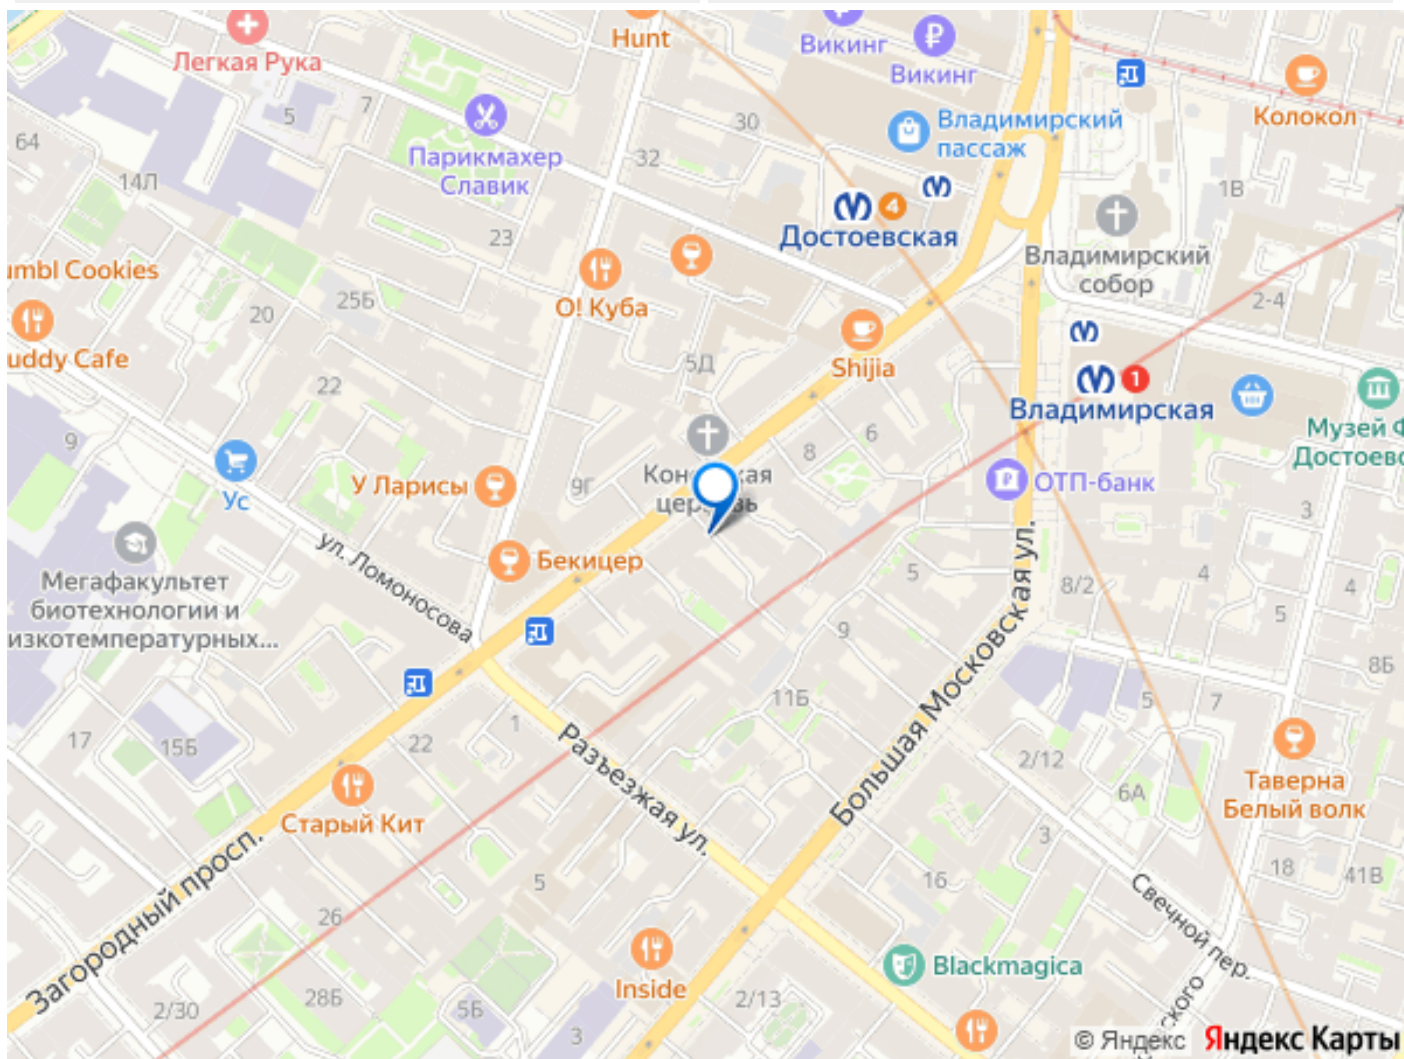 Hunt
Викинг
Викинг
Легкая Рука
Колокол
5
7
30
Владимирский
пассаж
64
Парикмахер
Славик
32
14Л
1В
4
Достоевская
23
Владимирский
собор
umbl Cookies
25Б
О! Куба
2-4
20
uddy Cafe
Shijia
5Д
22
1
Владимирская
9
6
8
Музей Ф
Достоевс
У Ларисы
9Г
ОТП-банк
Ус
3
ул. Ломоносова
Бекицер
Мегафакультет
биотехнологии и
изкотемпературных...
5
8/2
4
4
5
9
8Б
Большая Московская ул.
11Б
5
7
17
15Б
22
1
Разъезжая ул.
2/12
6А
Таверна
Белый волк
Старый Кит
3
Загородный просп.
5
16
18
41В
Свечной пер.
26
Blackmagica
Inside
28Б
2/30
5Б
2/13
3
ского
© Яндекс Яндекс Карты